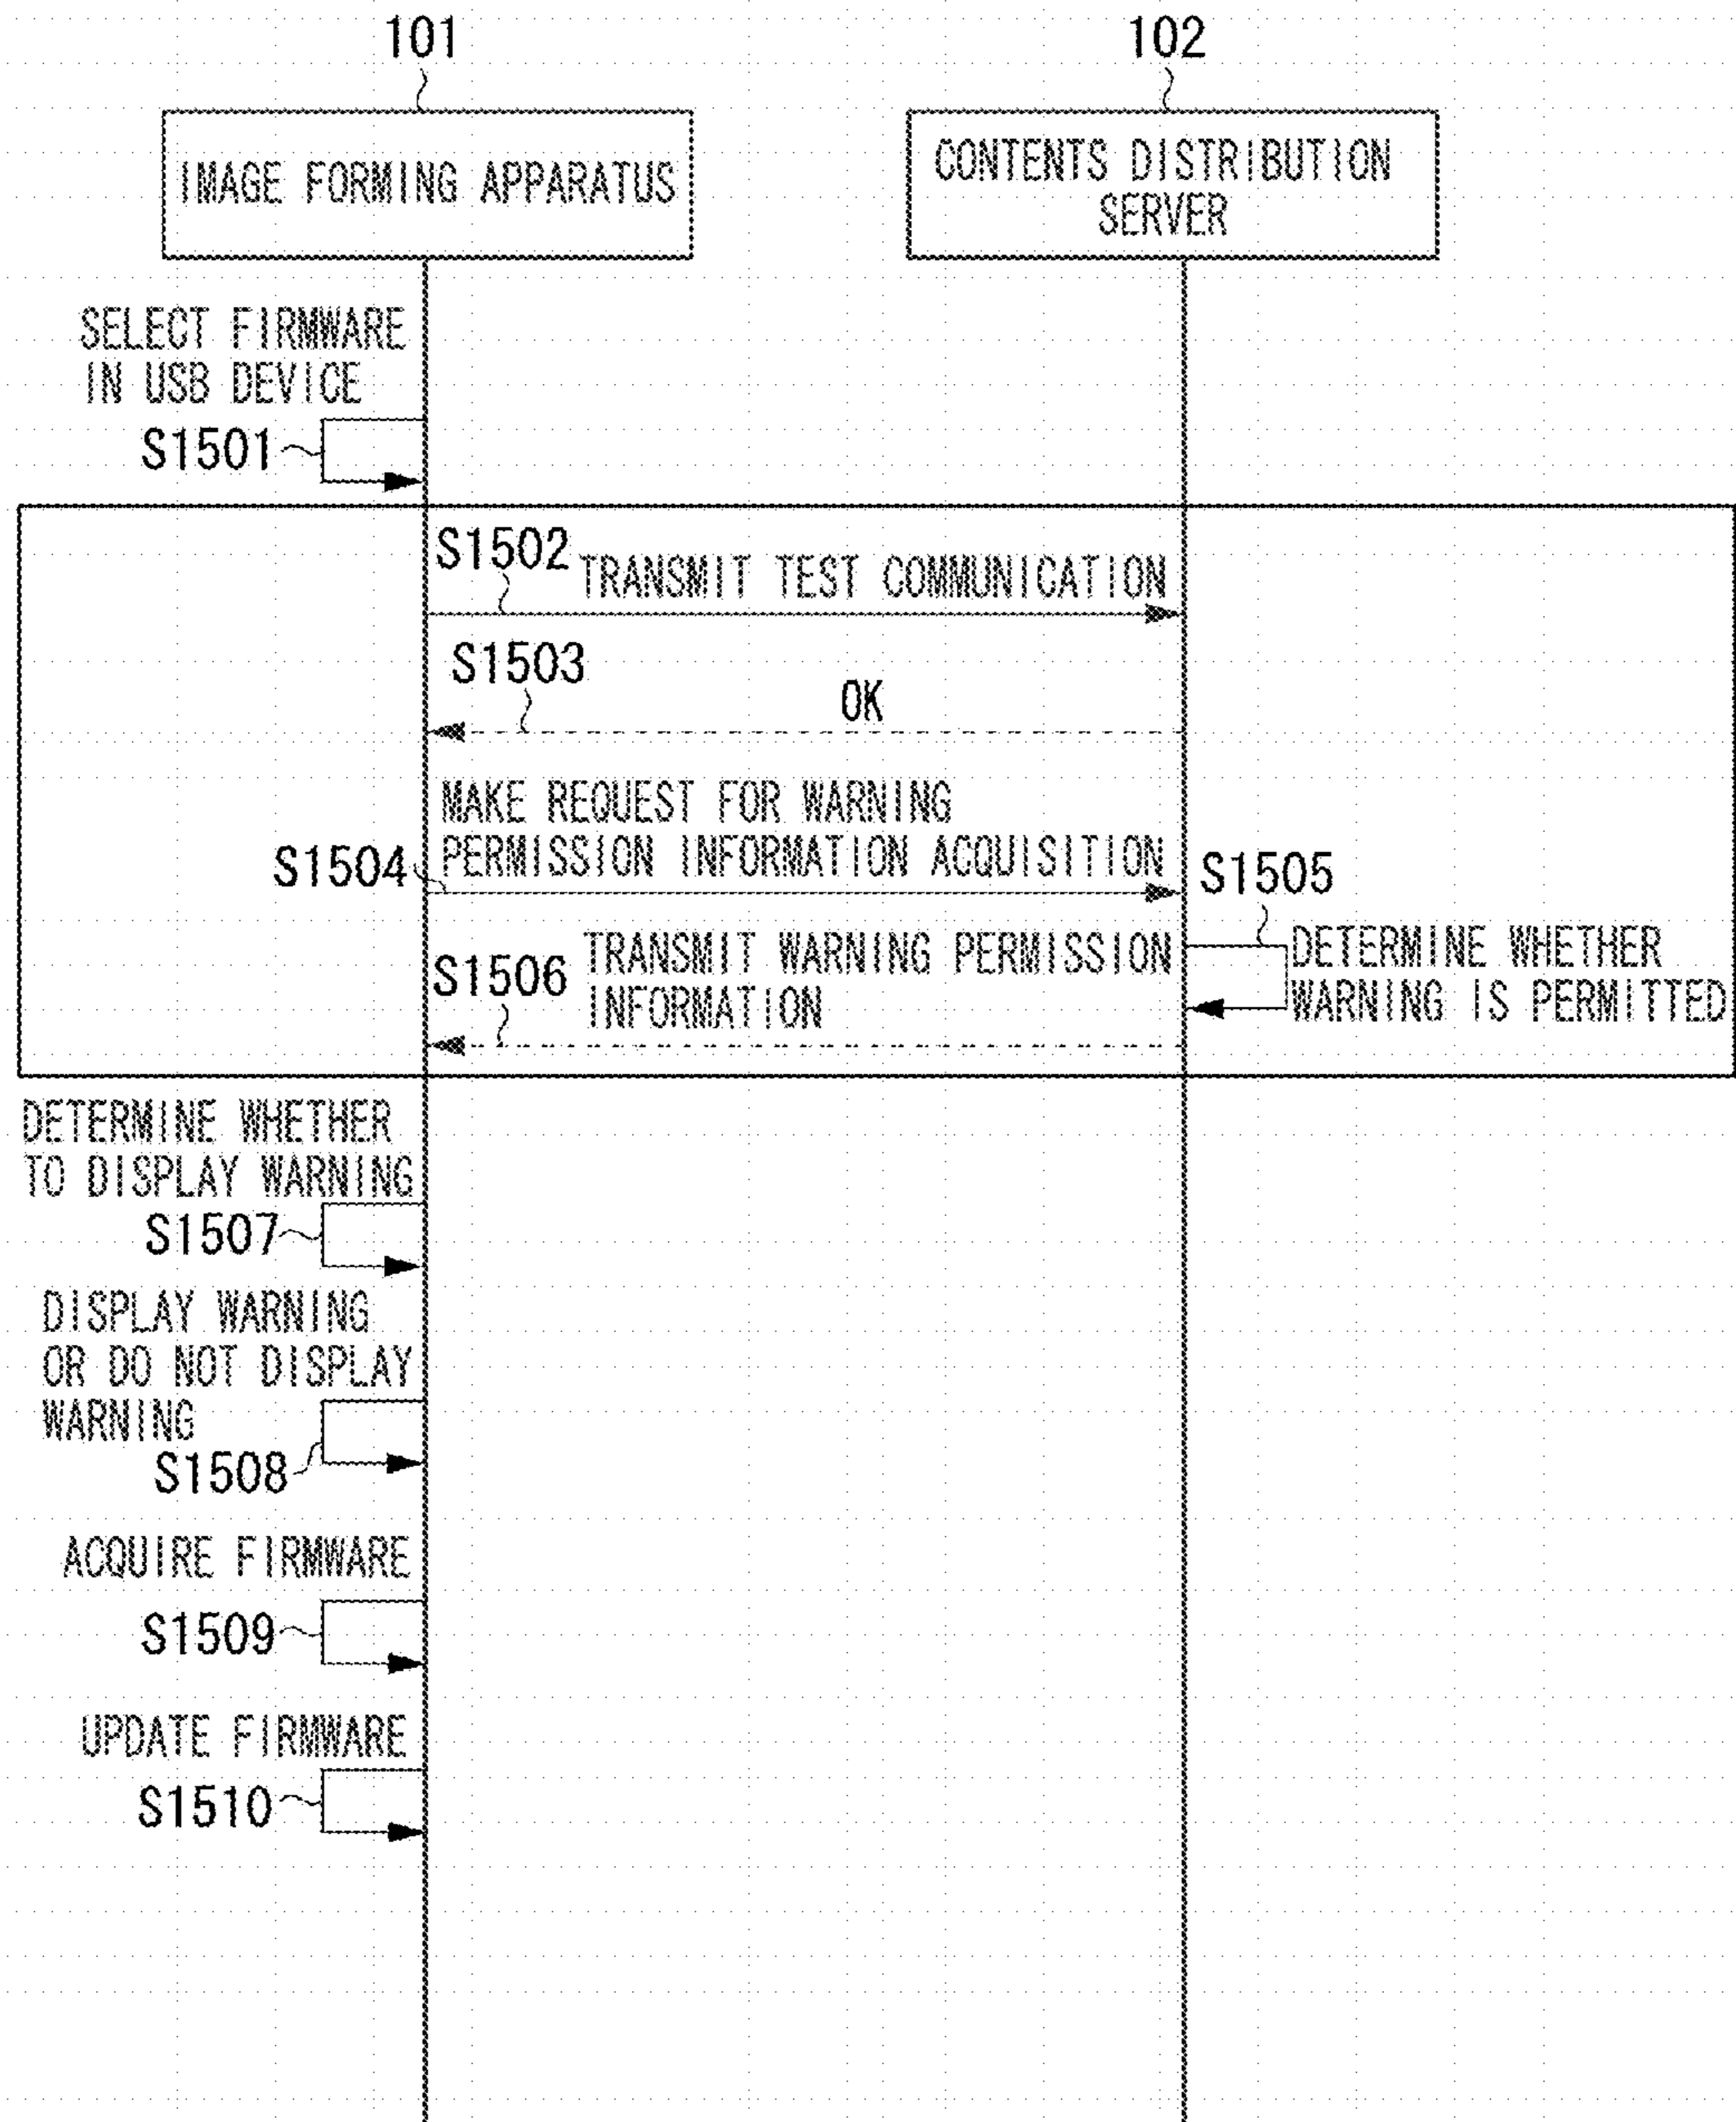 101
102
IMAGE FORMING APPARATUS
CONTENTS DISTRIBUTION
SERVER
SELECT FIRMWARE
IN USB DEVICE
S1501
S1502
TRANSMIT TEST COMMUNICATION
S1503
OK
MAKE REQUEST FOR WARNING
PERMISSION INFORMATION ACQUISITION
S1504
S1505
DETERMINE WHETHER
WARNING IS PERMITTED
TRANSMIT WARNING PERMISSION
INFORMATION
S1506
DETERMINE WHETHER
TO DISPLAY WARNING
S1507
DISPLAY WARNING
OR DO NOT DISPLAY
WARNING
S1508
ACQUIRE FIRMWARE
S1509
UPDATE FIRMWARE
S1510